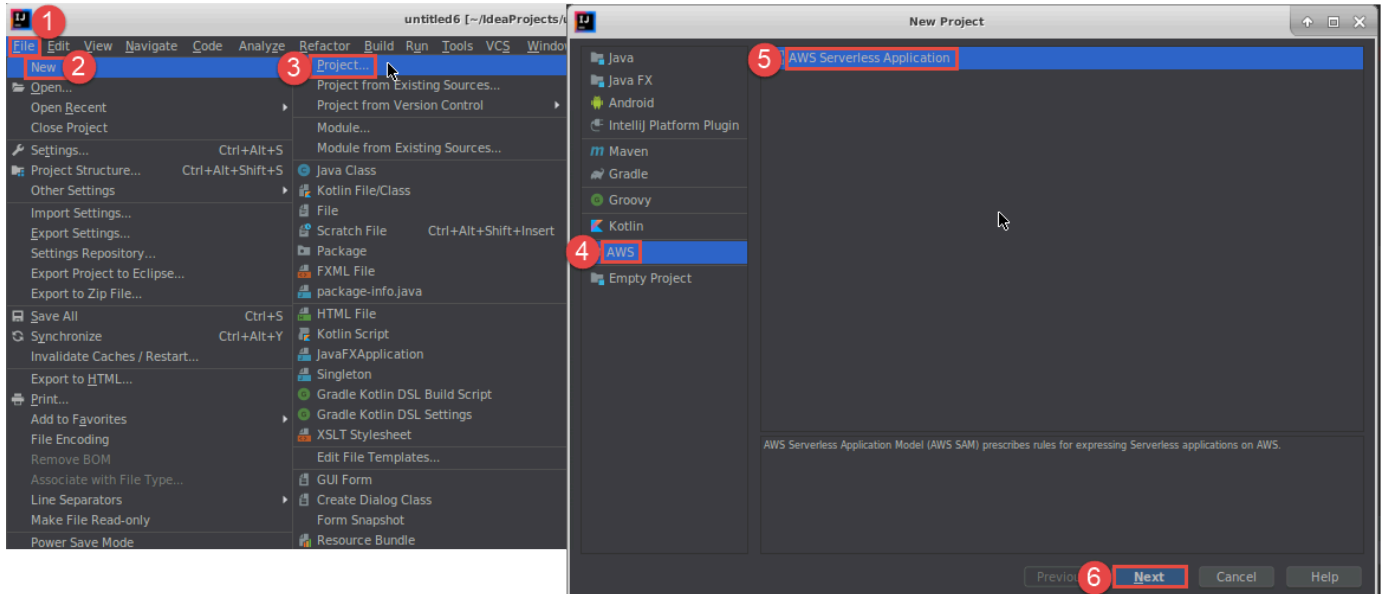 1
untitled6 [~/IdeaProjects/u
File Edit View Navigate Code Analyze Refactor Build Run Tools VCS Window
New 2
Open...
Open Recent
Close Project
Settings... Ctrl+Alt+S
Project Structure... Ctrl+Alt+Shift+S
Other Settings
Import Settings...
Export Settings...
Settings Repository...
Export Project to Eclipse...
Export to Zip File...
Save All Ctrl+S
Synchronize Ctrl+Alt+Y
Invalidate Caches / Restart...
Export to HTML...
Print...
Add to Favorites
File Encoding
Remove BOM
Associate with File Type...
Line Separators
Make File Read-only
Power Save Mode
3 Project...
Project from Existing Sources...
Project from Version Control
Module...
Module from Existing Sources...
Java Class
Kotlin File/Class
File
Scratch File Ctrl+Alt+Shift+Insert
Package
FXML File
package-info.java
HTML File
Kotlin Script
JavaFXApplication
Singleton
Gradle Kotlin DSL Build Script
Gradle Kotlin DSL Settings
XSLT Stylesheet
Edit File Templates...
GUI Form
Create Dialog Class
Form Snapshot
Resource Bundle
New Project
Java
Java FX
Android
IntelliJ Platform Plugin
Maven
Gradle
Groovy
Kotlin
4 AWS
Empty Project
5 AWS Serverless Application
AWS Serverless Application Model (AWS SAM) prescribes rules for expressing Serverless applications on AWS.
Previou 6 Next Cancel Help